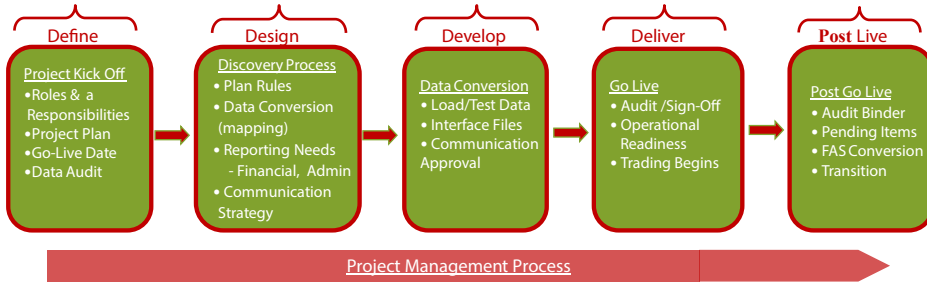 Define
Project Kick Off
•Roles & a
Responsibilities
•Project Plan
•Go-Live Date
•Data Audit
Design
Discovery Process
• Plan Rules
• Data Conversion
(mapping)
• Reporting Needs
- Financial, Admin
• Communication
Strategy
Develop
Data Conversion
• Load/Test Data
• Interface Files
• Communication
Approval
Deliver
Go Live
• Audit /Sign-Off
• Operational
Readiness
• Trading Begins
Post Live
Post Go Live
• Audit Binder
• Pending Items
• FAS Conversion
• Transition
Project Management Process